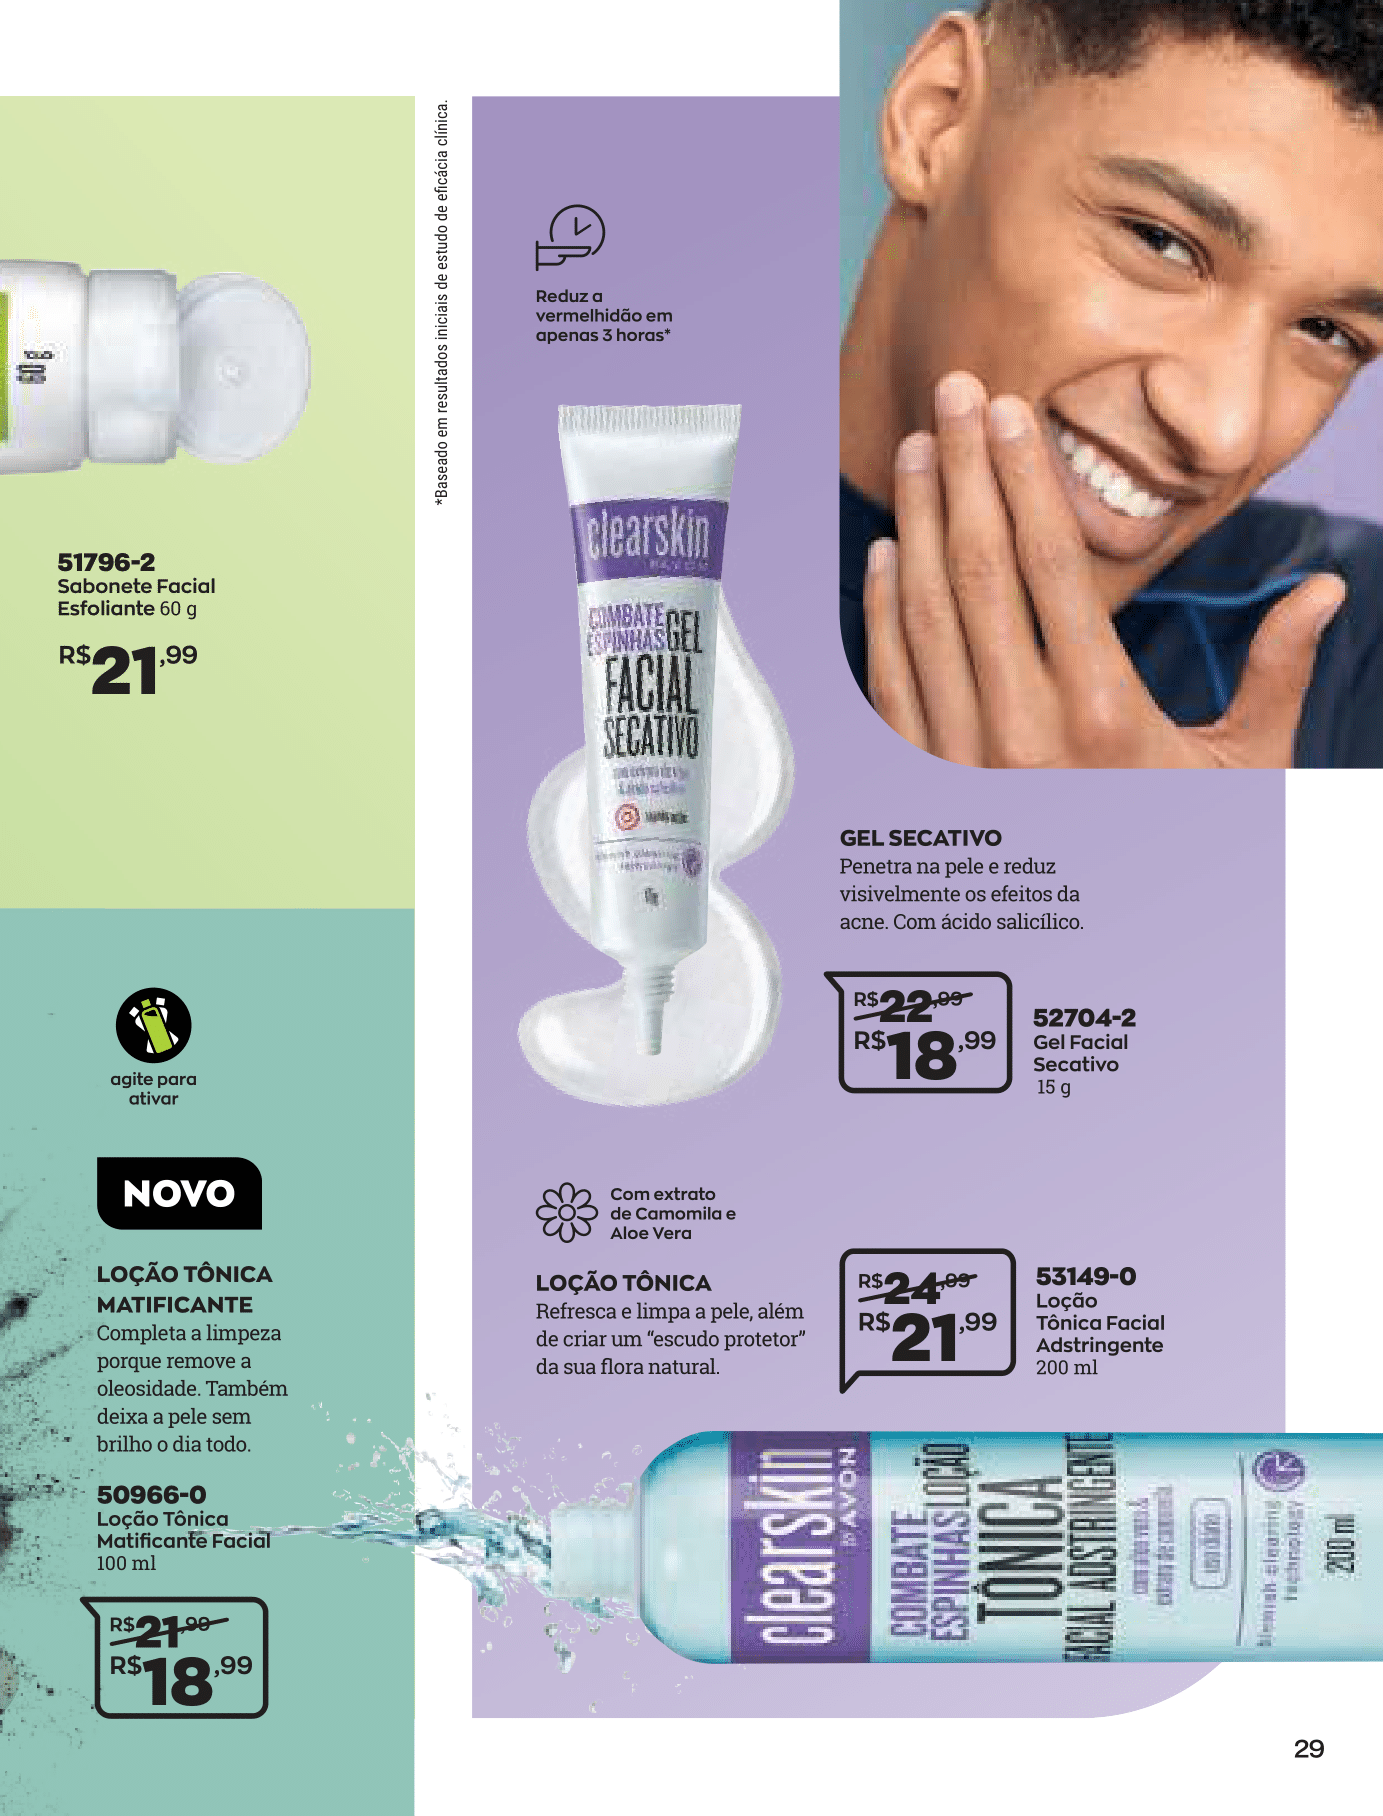 *Baseado em resultados iniciais de estudo de eficácia clínica.
60 g
51796-2
Sabonete Facial
Esfoliante 60 g
R$21,99
agite para
ativar
NOVO
LOÇÃO TÔNICA
MATIFICANTE
Completa a limpeza
porque remove a
oleosidade. Também
deixa a pele sem
brilho o dia todo.
50966-0
Loção Tônica
Matificante Facial
100 ml
R$21,99
R$18,99
Reduz a
vermelhidão em
apenas 3 horas*
clearskin
COMBATE
ESPINHAS GEL
FACIAL
SECATIVO
GEL SECATIVO
Penetra na pele e reduz
visivelmente os efeitos da
acne. Com ácido salicílico.
R$22,99
R$18,99
52704-2
Gel Facial
Secativo
15 g
Com extrato
de Camomila e
Aloe Vera
LOÇÃO TÔNICA
Refresca e limpa a pele, além
de criar um “escudo protetor”
da sua flora natural.
R$24,99
R$21,99
53149-0
Loção
Tônica Facial
Adstringente
200 ml
clearskin
by AVON
COMBATE
ESPINHAS LOÇÃO
TÔNICA
FACIAL ADSTRINGENTE
Blemish clearing
technology
200 ml
29